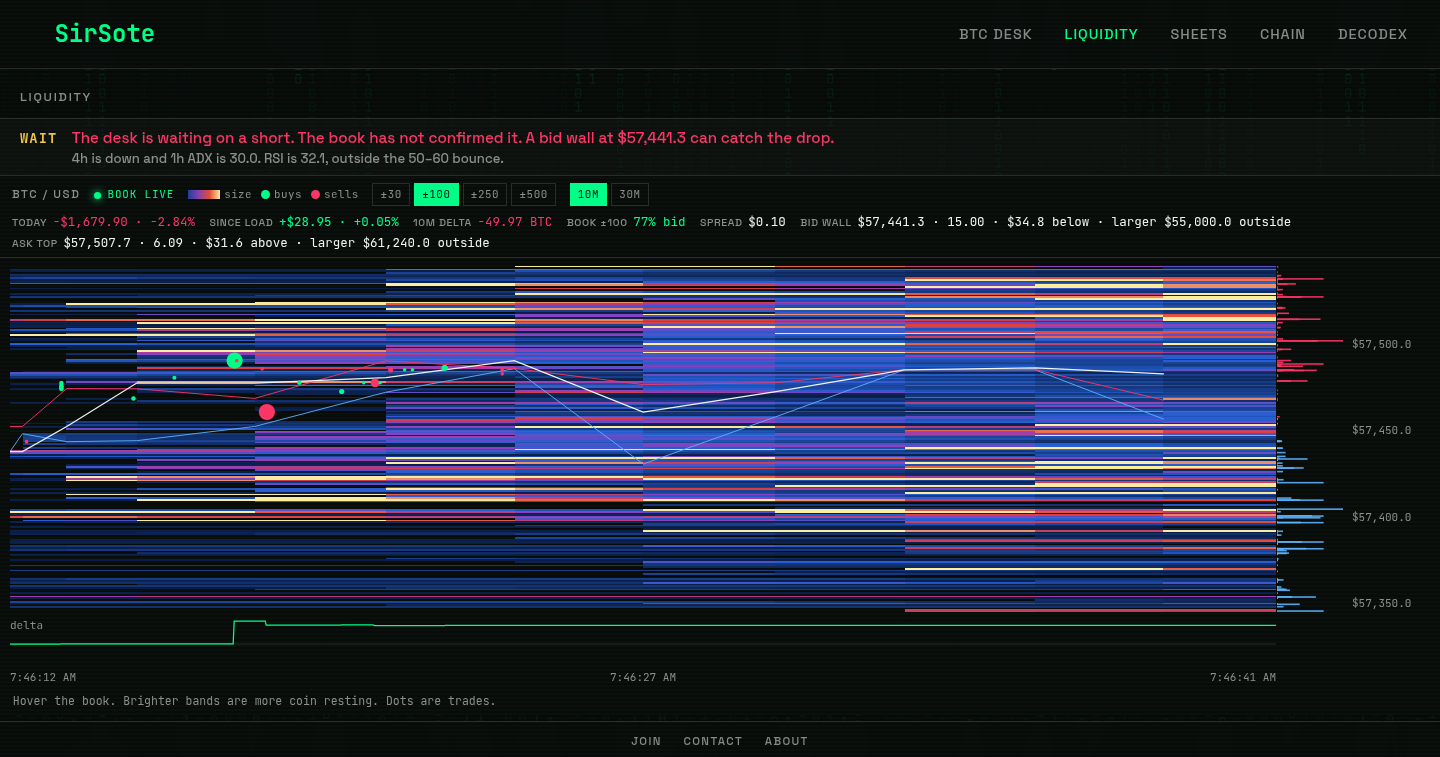 SirSote
BTC DESK LIQUIDITY SHEETS CHAIN DECODEX
LIQUIDITY
WAIT The desk is waiting on a short. The book has not confirmed it. A bid wall at $57,441.3 can catch the drop.
4h is down and 1h ADX is 30.0. RSI is 32.1, outside the 50–60 bounce.
BTC / USD BOOK LIVE size buys sells ±30 ±100 ±250 ±500 10M 30M
TODAY -$1,679.90 · -2.84% SINCE LOAD +$28.95 · +0.05% 10M DELTA -49.97 BTC BOOK ±100 77% bid SPREAD $0.10 BID WALL $57,441.3 · 15.00 · $34.8 below · larger $55,000.0 outside
ASK TOP $57,507.7 · 6.09 · $31.6 above · larger $61,240.0 outside
$57,500.0
$57,450.0
$57,400.0
$57,350.0
delta
7:46:12 AM 7:46:27 AM 7:46:41 AM
Hover the book. Brighter bands are more coin resting. Dots are trades.
JOIN CONTACT ABOUT